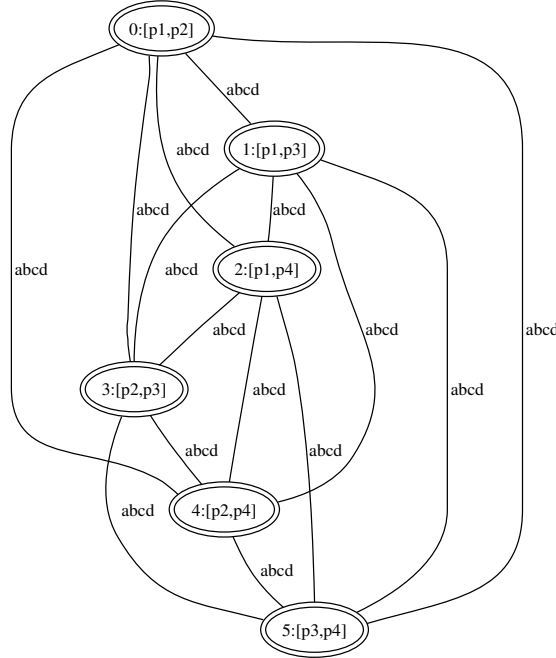 0:[p1,p2]
abcd
1:[p1,p3]
abcd
abcd
abcd
abcd
2:[p1,p4]
abcd
abcd
abcd
abcd
abcd
3:[p2,p3]
abcd
abcd
abcd
abcd
4:[p2,p4]
abcd
abcd
5:[p3,p4]